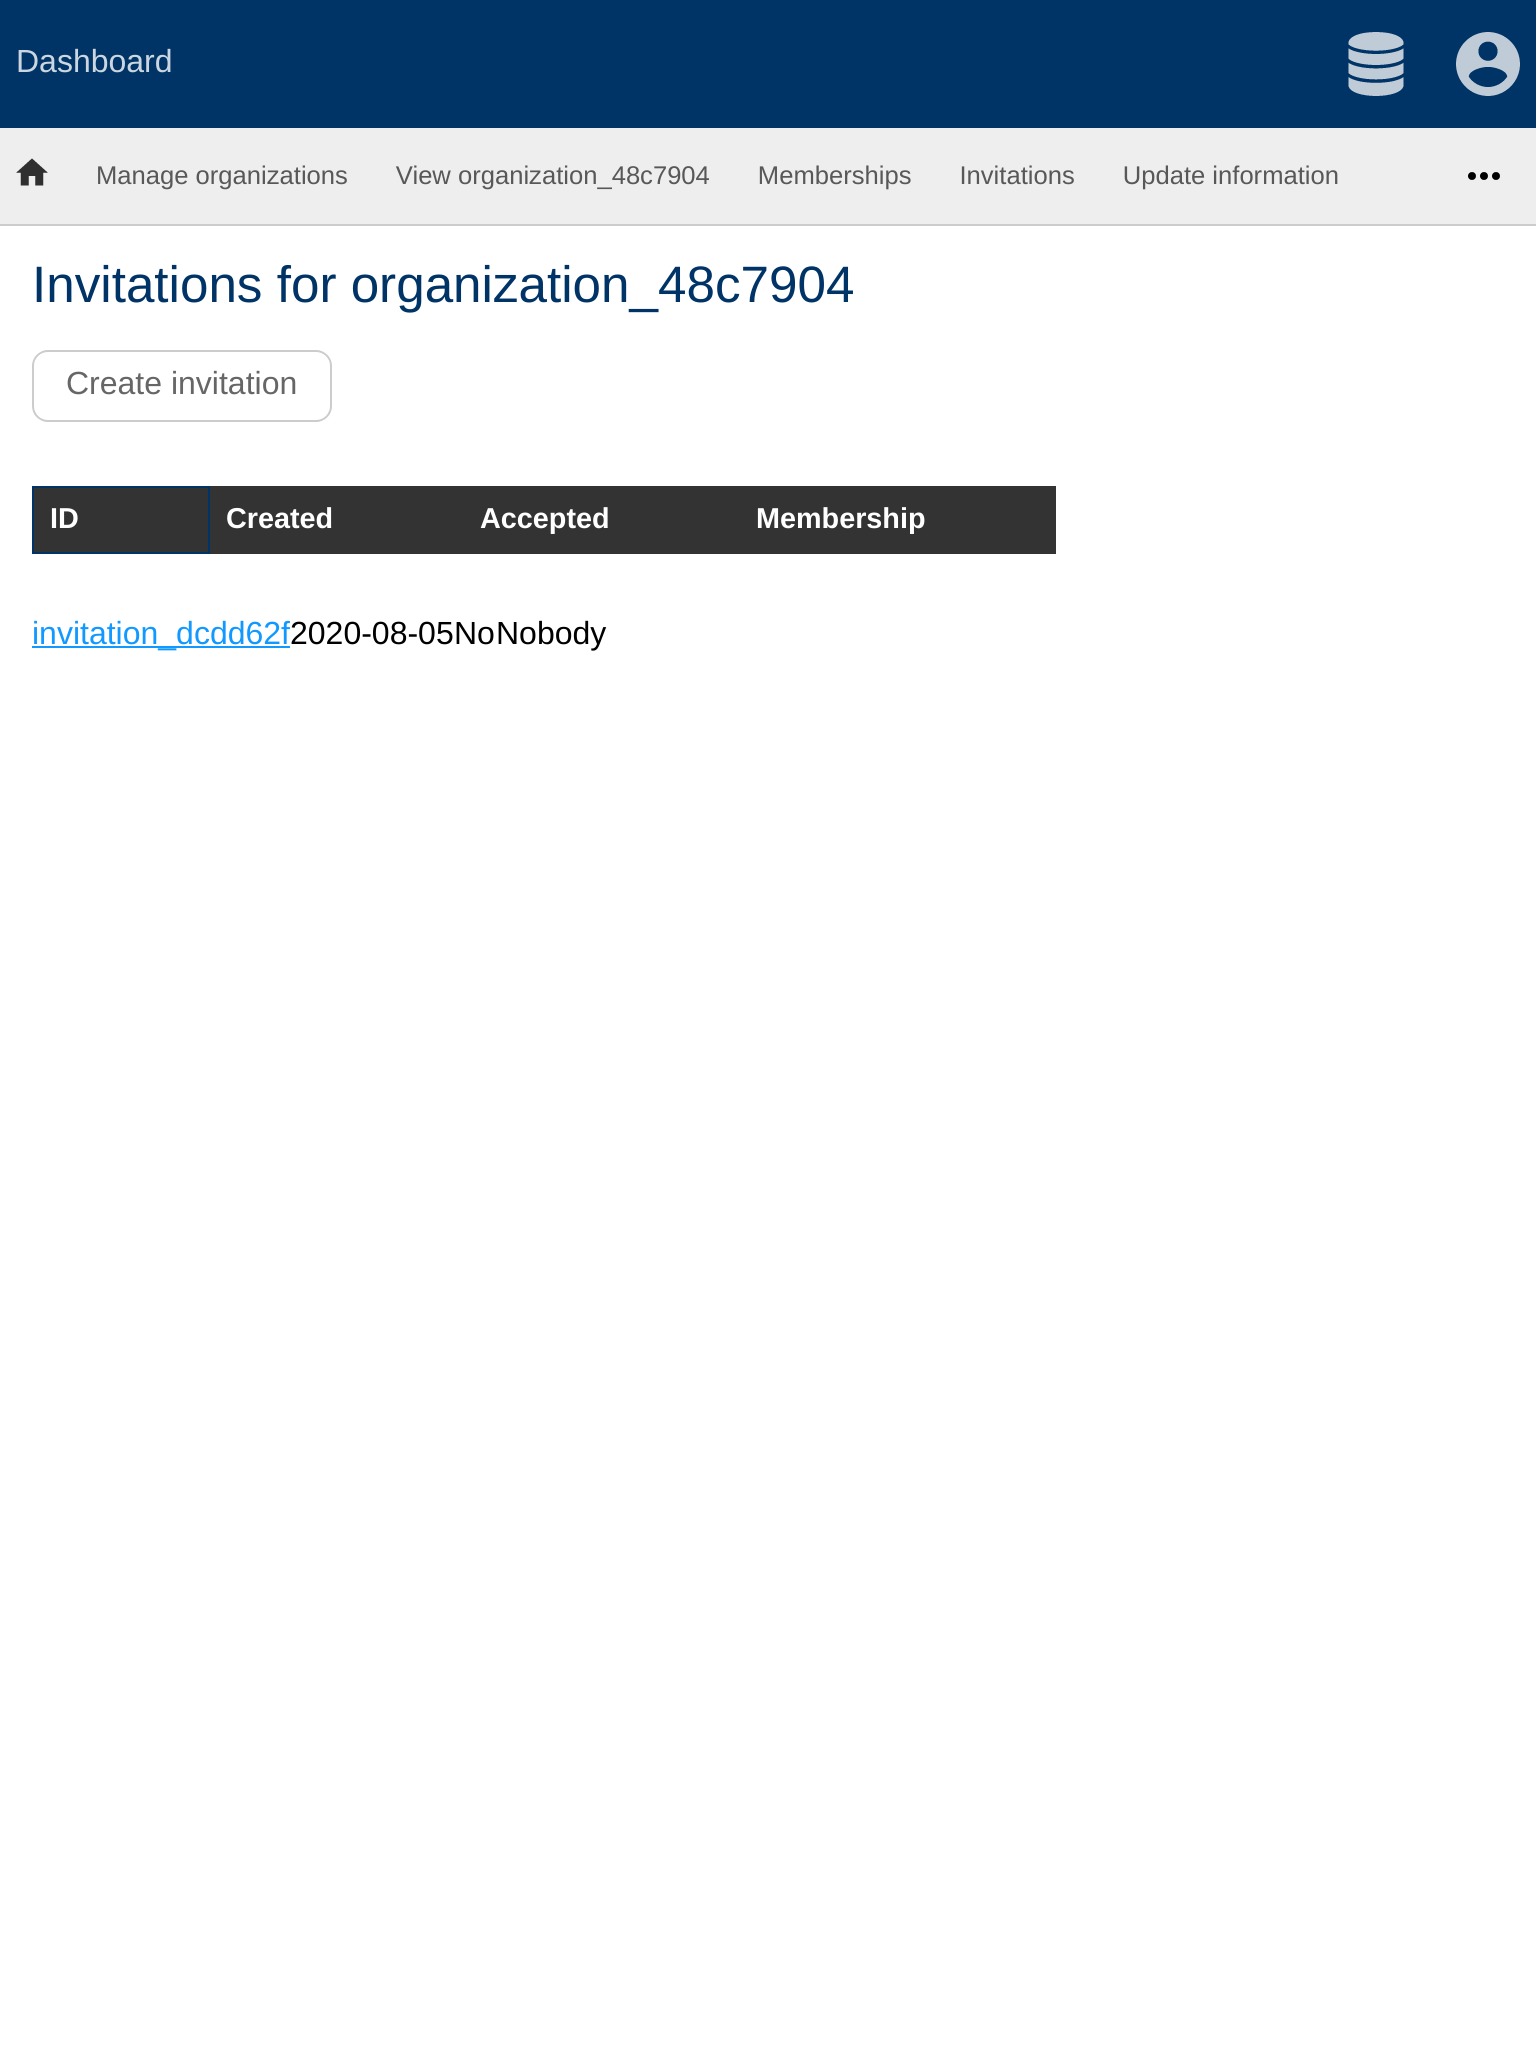 Dashboard
Manage organizations View organization_48c7904 Memberships Invitations Update information
Invitations for organization_48c7904
Create invitation
ID Created Accepted Membership
invitation_dcdd62f2020-08-05NoNobody